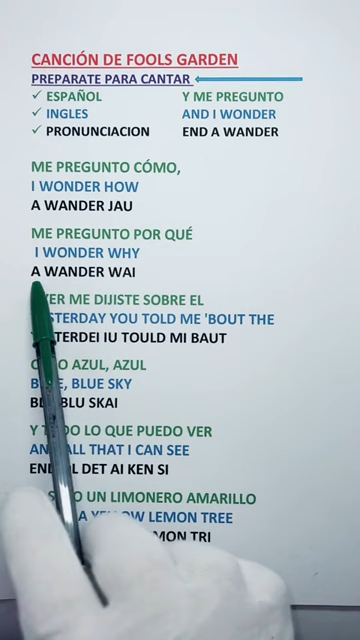 CANCIÓN DE FOOLS GARDEN
PREPARATE PARA CANTAR
✓ ESPAÑOL Y ME PREGUNTO
✓ INGLES AND I WONDER
✓ PRONUNCIACION END A WANDER
ME PREGUNTO CÓMO,
I WONDER HOW
A WANDER JAU
ME PREGUNTO POR QUÉ
I WONDER WHY
A WANDER WAI
ME DIJISTE SOBRE EL
YOU TOLD ME 'BOUT THE
IU TOULD MI BAUT
AZUL, AZUL
BLUE SKY
BLU SKAI
Y LO QUE PUEDO VER
ALL THAT I CAN SEE
DET AI KEN SI
UN LIMONERO AMARILLO
A LEMON TREE
TRI